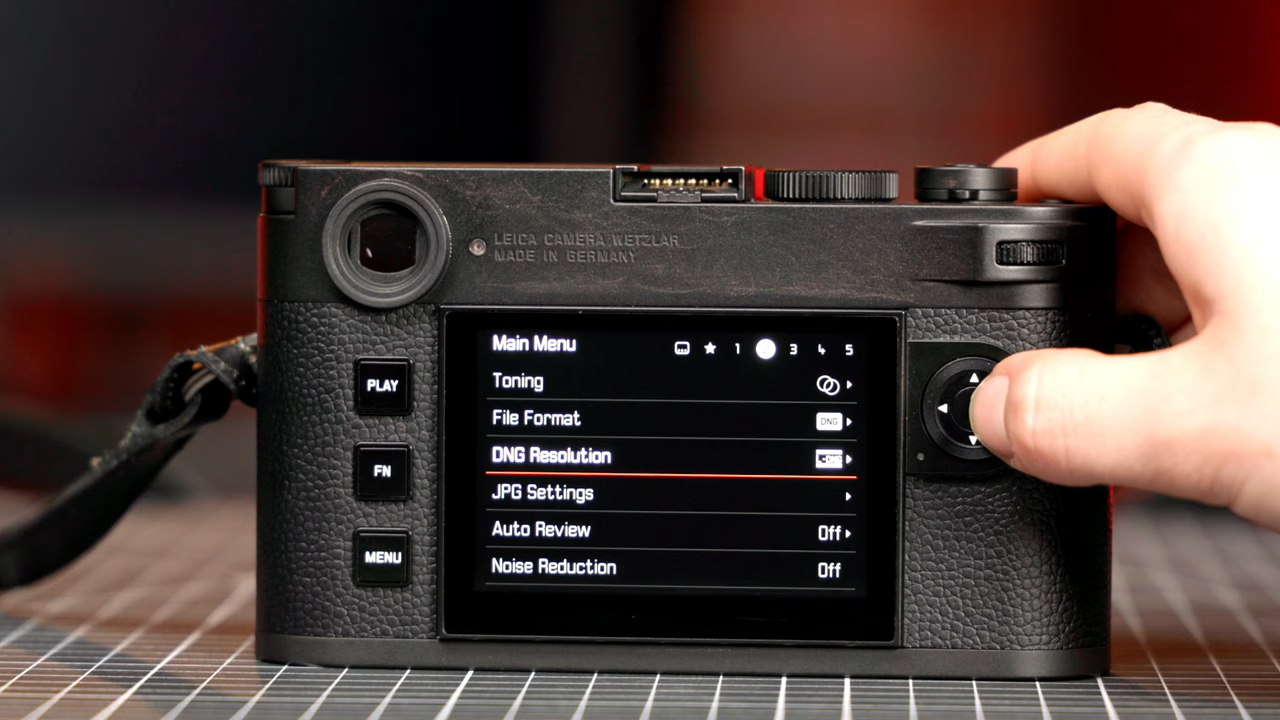 LEICA CAMERA WETZLAR
MADE IN GERMANY
Main Menu 1 3 4 5
Toning
File Format DNG
DNG Resolution L-DNG
JPG Settings
Auto Review Off
Noise Reduction Off
PLAY
FN
MENU